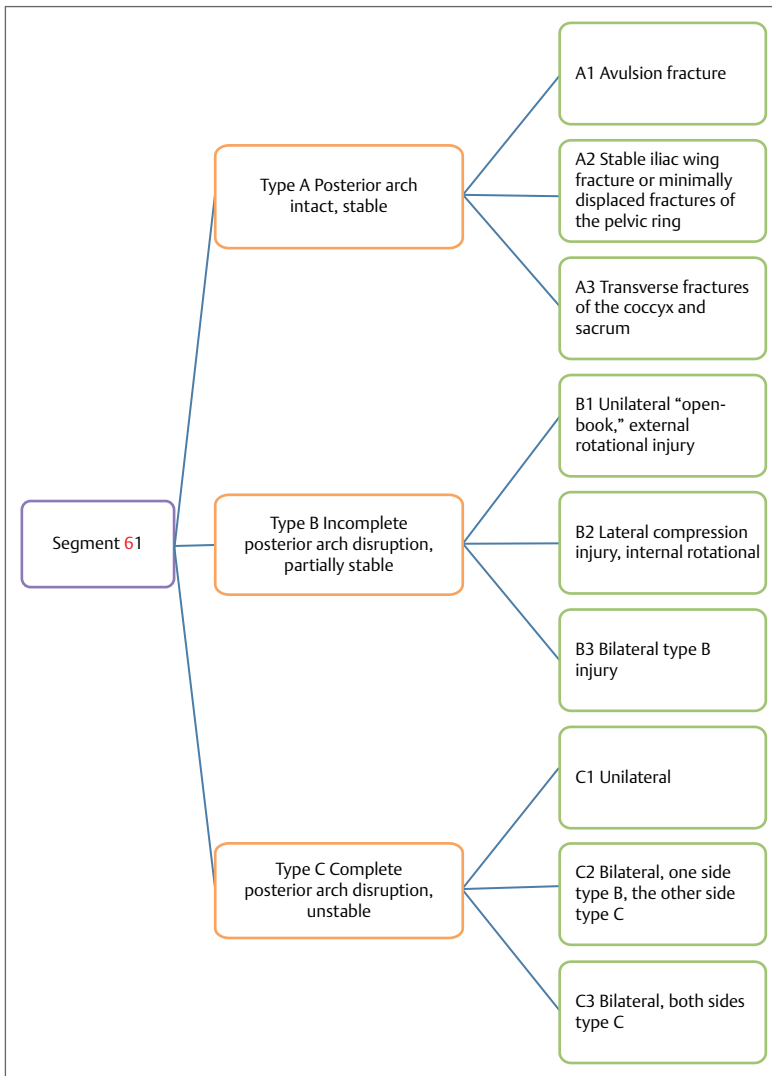 Segment 61
Type A Posterior arch
intact, stable
A1 Avulsion fracture
A2 Stable iliac wing
fracture or minimally
displaced fractures of
the pelvic ring
A3 Transverse fractures
of the coccyx and
sacrum
Type B Incomplete
posterior arch disruption,
partially stable
B1 Unilateral “open-
book,” external
rotational injury
B2 Lateral compression
injury, internal rotational
B3 Bilateral type B
injury
Type C Complete
posterior arch disruption,
unstable
C1 Unilateral
C2 Bilateral, one side
type B, the other side
type C
C3 Bilateral, both sides
type C